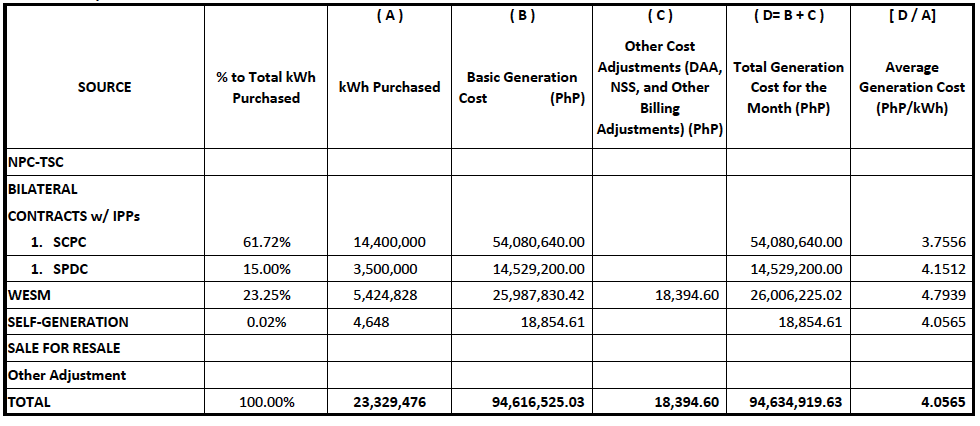 ( A ) ( B ) ( C ) ( D= B + C ) [ D / A]
SOURCE % to Total kWh Purchased kWh Purchased Basic Generation Cost (PhP) Other Cost Adjustments (DAA, NSS, and Other Billing Adjustments) (PhP) Total Generation Cost for the Month (PhP) Average Generation Cost (PhP/kWh)
NPC-TSC
BILATERAL
CONTRACTS w/ IPPs
1. SCPC 61.72% 14,400,000 54,080,640.00 54,080,640.00 3.7556
1. SPDC 15.00% 3,500,000 14,529,200.00 14,529,200.00 4.1512
WESM 23.25% 5,424,828 25,987,830.42 18,394.60 26,006,225.02 4.7939
SELF-GENERATION 0.02% 4,648 18,854.61 18,854.61 4.0565
SALE FOR RESALE
Other Adjustment
TOTAL 100.00% 23,329,476 94,616,525.03 18,394.60 94,634,919.63 4.0565